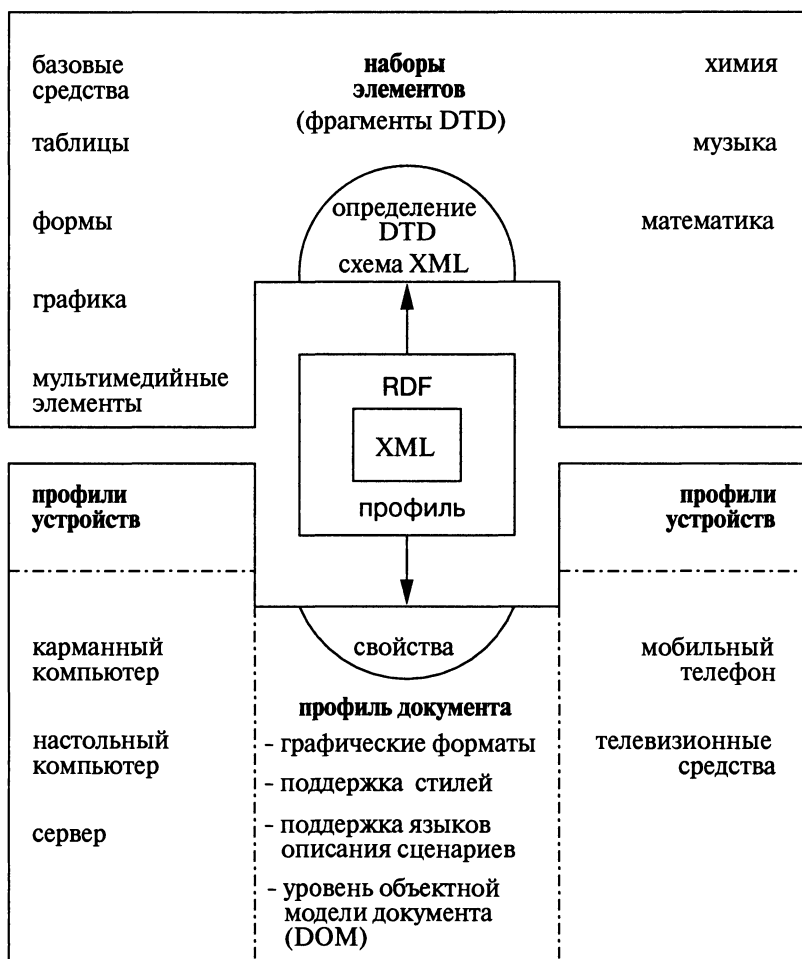 базовые
средства
таблицы
формы
графика
мультимедийные
элементы
наборы
элементов
(фрагменты DTD)
определение
DTD
схема XML
химия
музыка
математика
RDF
XML
профиль
профили
устройств
карманный
компьютер
настольный
компьютер
сервер
свойства
профиль документа
- графические форматы
- поддержка стилей
- поддержка языков
описания сценариев
- уровень объектной
модели документа
(DOM)
профили
устройств
мобильный
телефон
телевизионные
средства